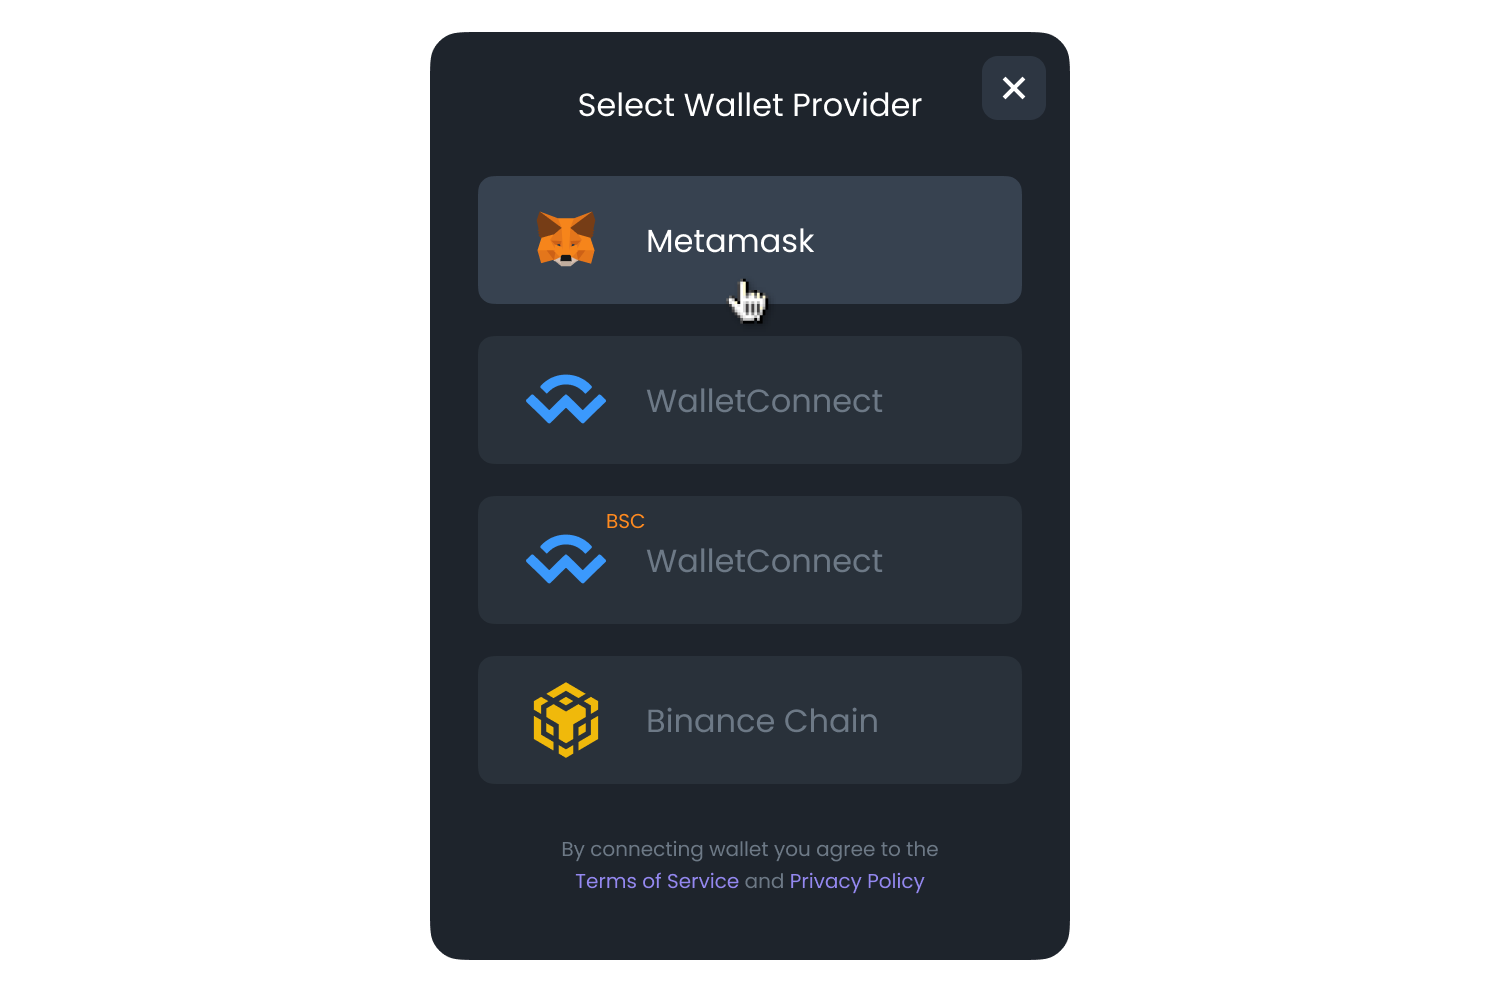 Select Wallet Provider
Metamask
WalletConnect
BSC
WalletConnect
Binance Chain
By connecting wallet you agree to the
Terms of Service and Privacy Policy